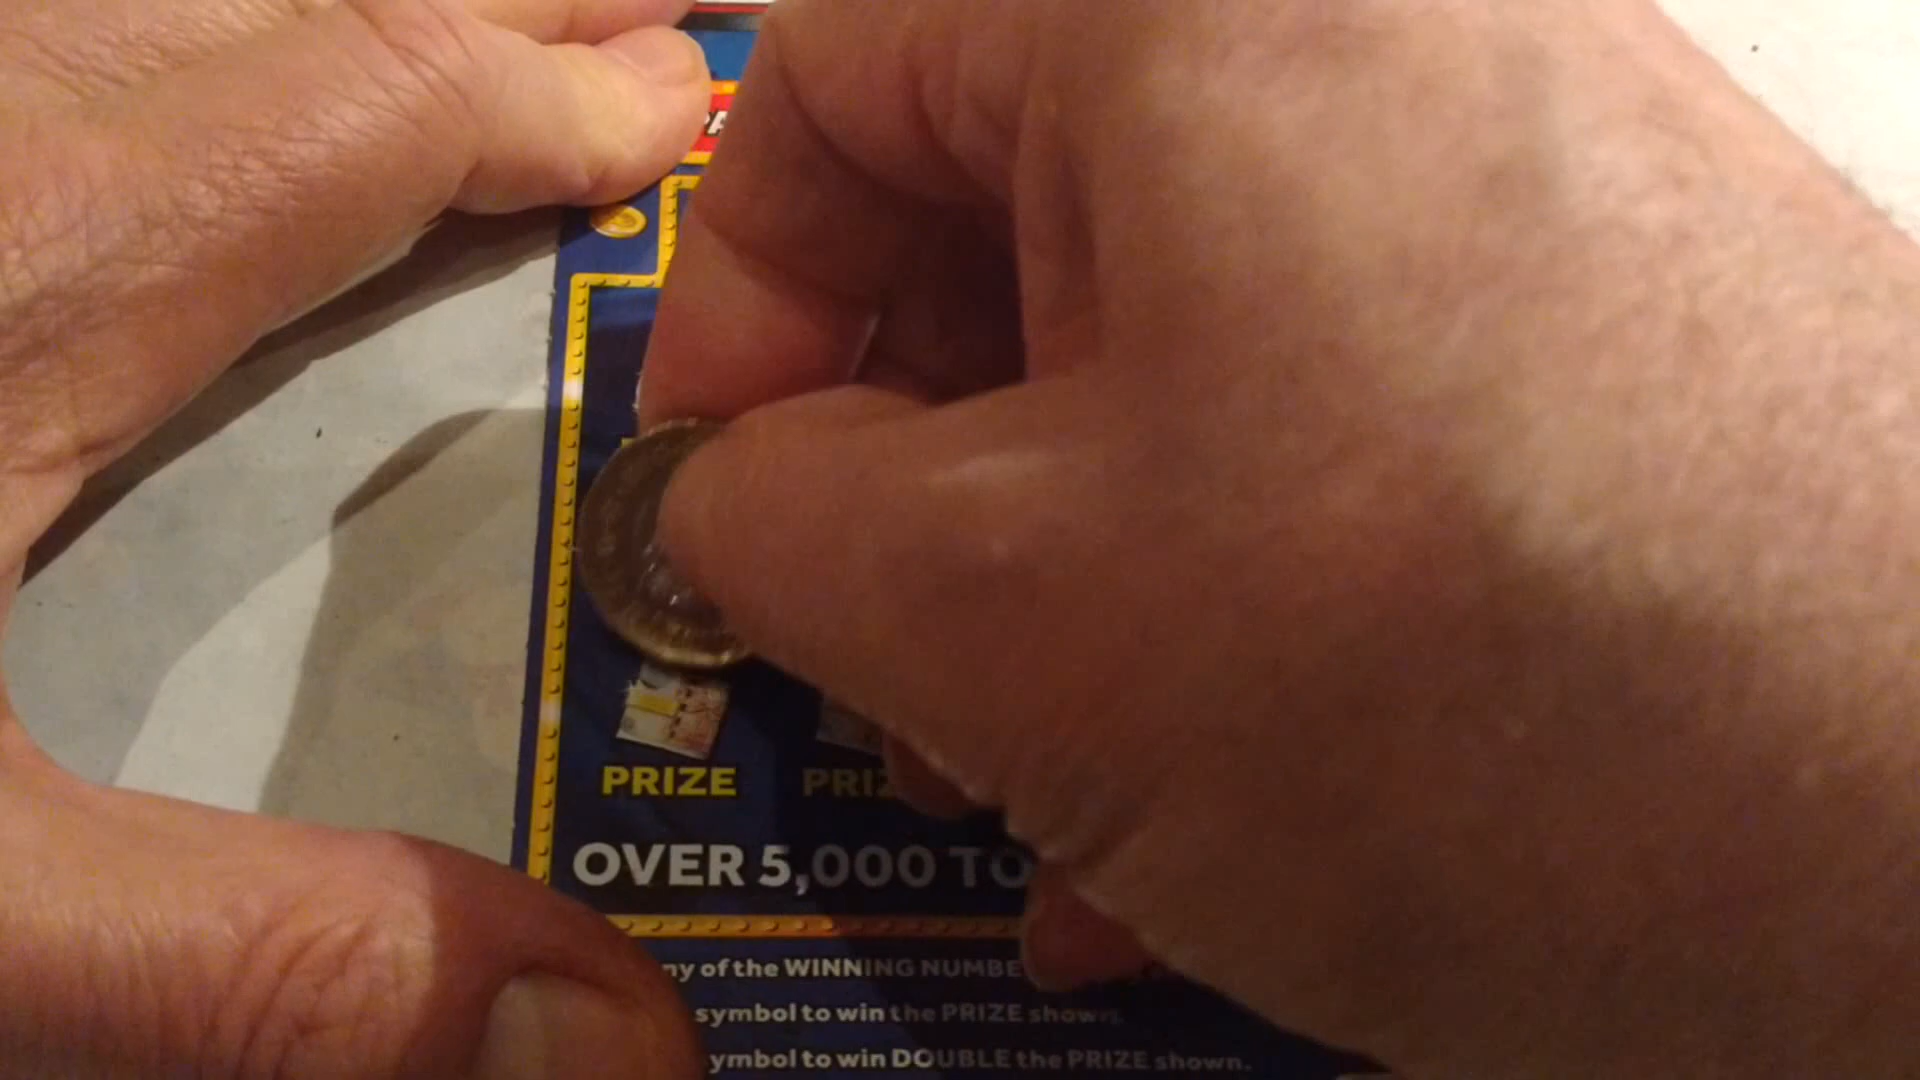 PRIZE PRIZ
OVER 5,000 TO
ny of the WINNING NUMBE
symbol to win the PRIZE shown.
ymbol to win DOUBLE the PRIZE shown.